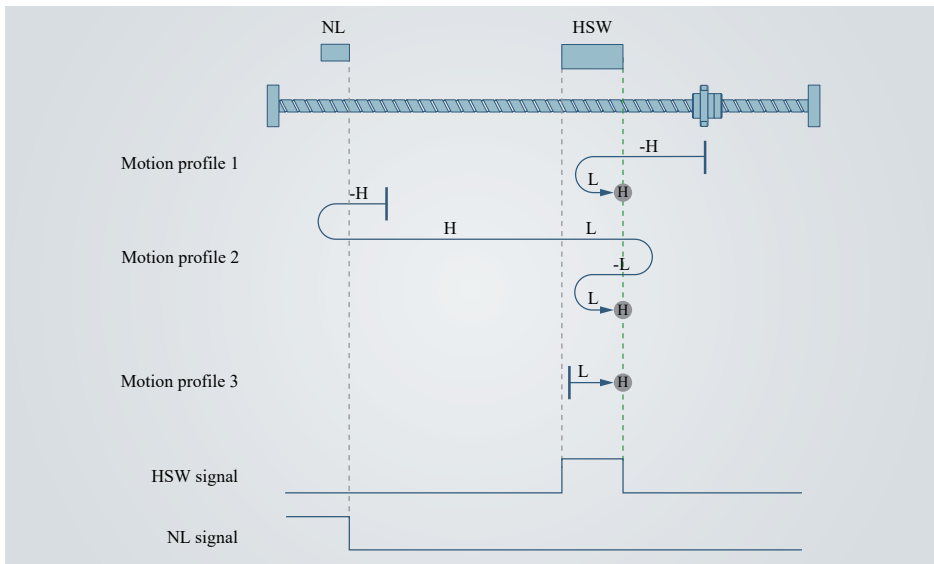 NL HSW
-H
Motion profile 1
L H
-H
H L
Motion profile 2
-L
L H
L
Motion profile 3 H
HSW signal
NL signal